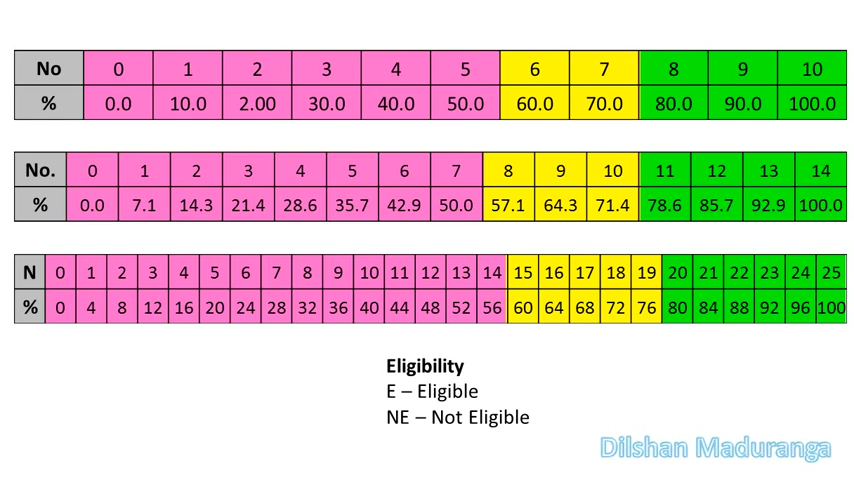 No 0 1 2 3 4 5 6 7 8 9 10
% 0.0 10.0 2.00 30.0 40.0 50.0 60.0 70.0 80.0 90.0 100.0
No. 0 1 2 3 4 5 6 7 8 9 10 11 12 13 14
% 0.0 7.1 14.3 21.4 28.6 35.7 42.9 50.0 57.1 64.3 71.4 78.6 85.7 92.9 100.0
N 0 1 2 3 4 5 6 7 8 9 10 11 12 13 14 15 16 17 18 19 20 21 22 23 24 25
% 0 4 8 12 16 20 24 28 32 36 40 44 48 52 56 60 64 68 72 76 80 84 88 92 96 100
Eligibility
E – Eligible
NE – Not Eligible
Dilshan Maduranga